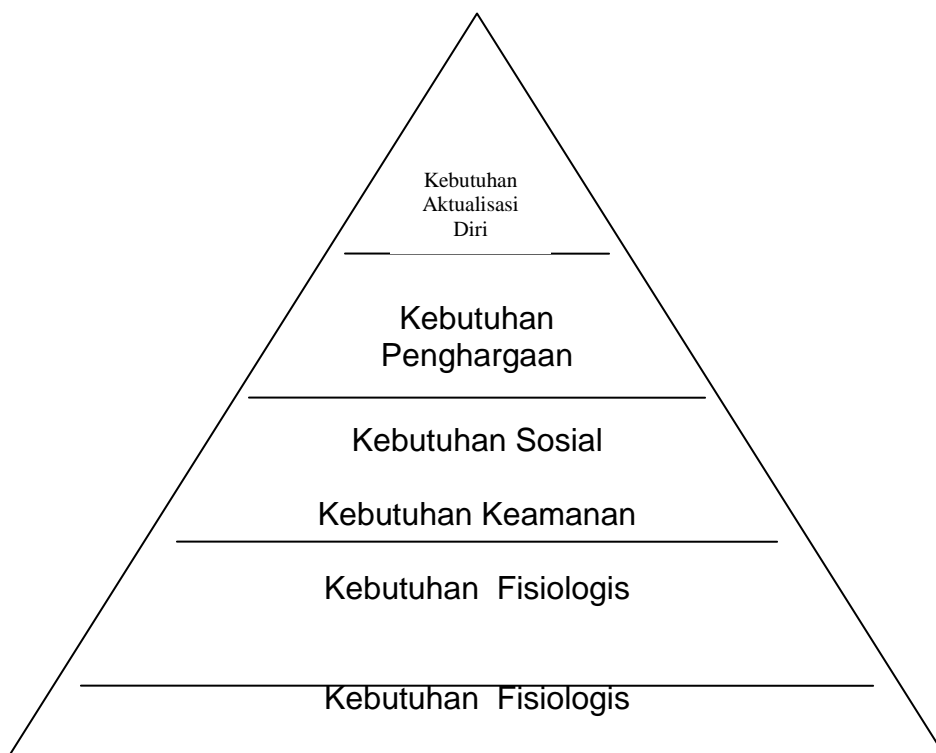 Kebutuhan
Aktualisasi
Diri
Kebutuhan
Penghargaan
Kebutuhan Sosial
Kebutuhan Keamanan
Kebutuhan  Fisiologis
Kebutuhan  Fisiologis